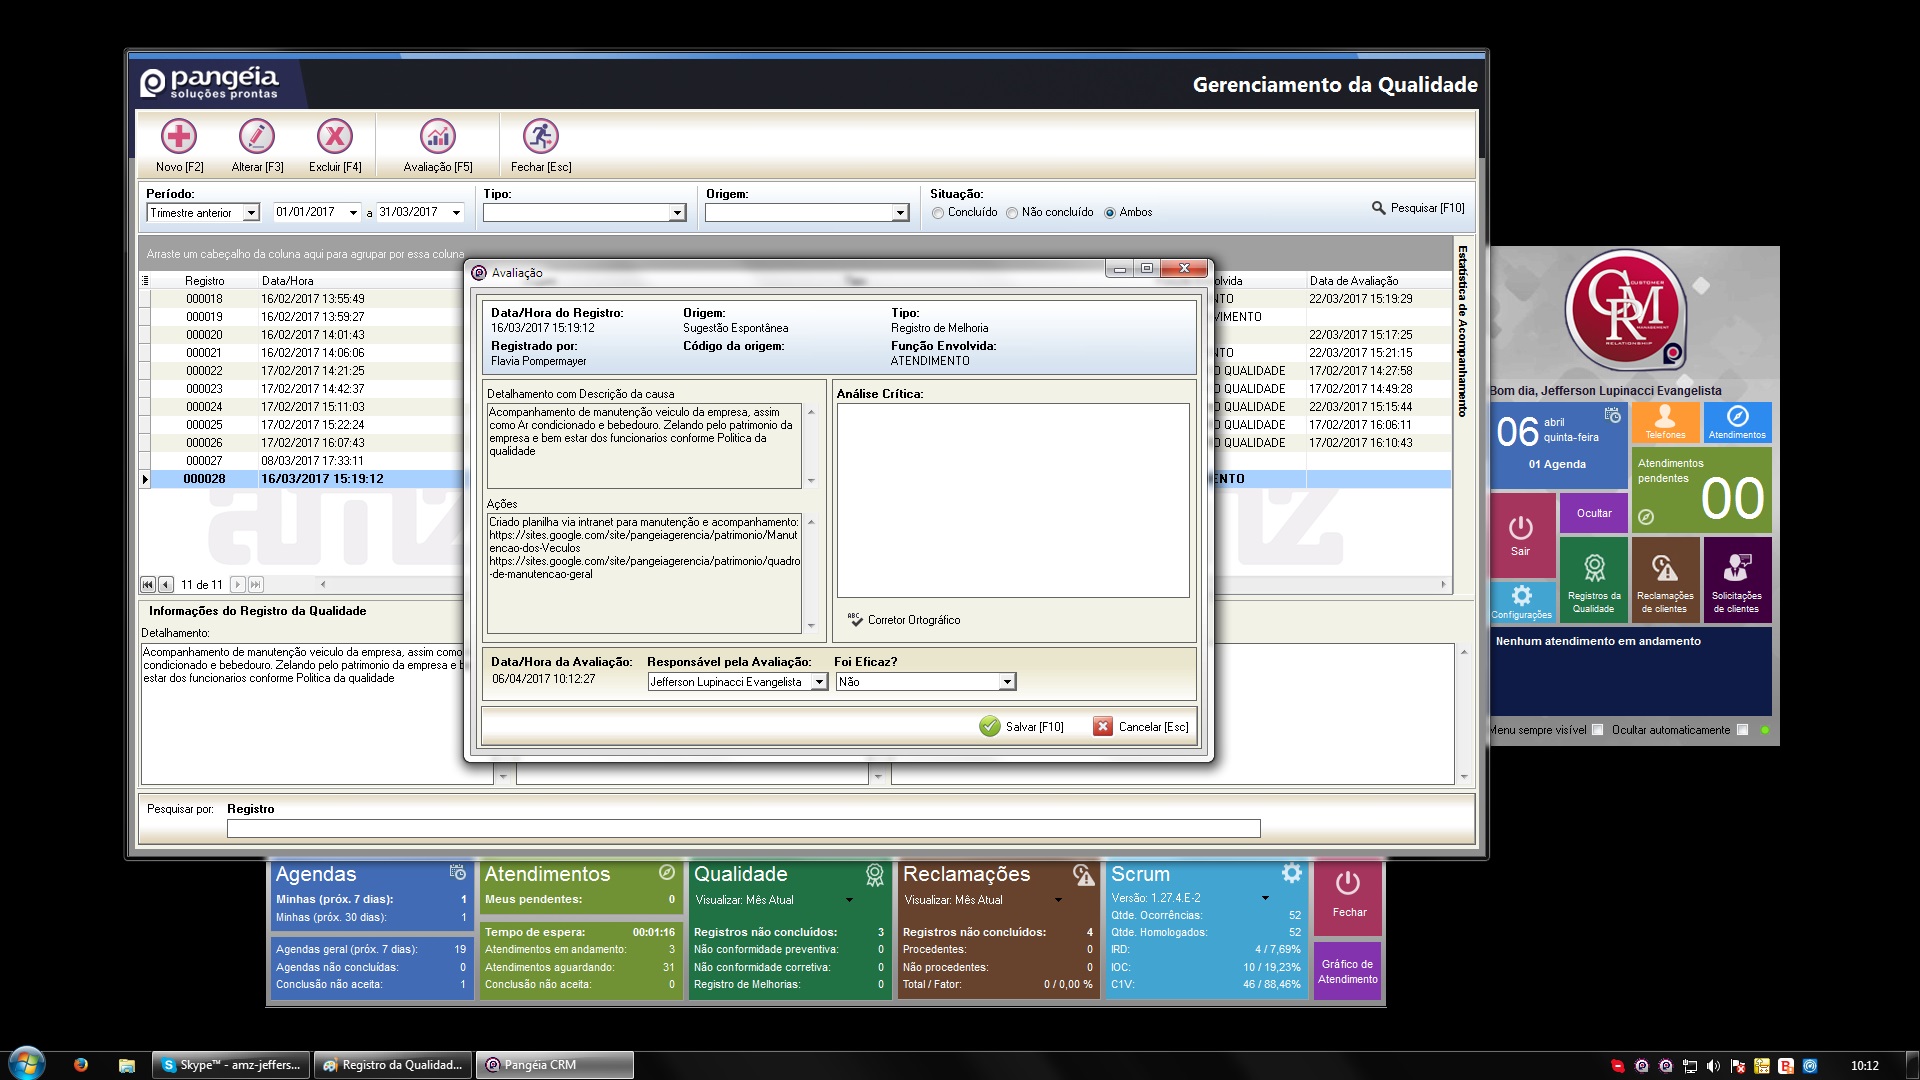 pangéia
soluções prontas
Gerenciamento da Qualidade
Novo [F2]
Alterar [F3]
Excluir [F4]
Avaliação [F5]
Fechar [Esc]
Período:
Tipo:
Origem:
Situação:
Trimestre anterior
01/01/2017
a
31/03/2017
Concluído
Não concluído
Ambos
Pesquisar [F10]
Arraste um cabeçalho da coluna aqui para agrupar por essa coluna
Registro
Data/Hora
olvida
Data de Avaliação
000018 16/02/2017 13:55:49 NTO 22/03/2017 15:19:29
000019 16/02/2017 13:59:27 VIMENTO
000020 16/02/2017 14:01:43 22/03/2017 15:17:25
000021 16/02/2017 14:06:06 NTO 22/03/2017 15:21:15
000022 17/02/2017 14:21:25 O QUALIDADE 17/02/2017 14:27:58
000023 17/02/2017 14:42:37 O QUALIDADE 17/02/2017 14:49:28
000024 17/02/2017 15:11:03 O QUALIDADE 22/03/2017 15:15:44
000025 17/02/2017 15:22:24 O QUALIDADE 17/02/2017 16:06:11
000026 17/02/2017 16:07:43 O QUALIDADE 17/02/2017 16:10:43
000027 08/03/2017 17:33:11
000028 16/03/2017 15:19:12 ENTO
11 de 11
Estatística de Acompanhamento
Informações do Registro da Qualidade
Detalhamento:
Acompanhamento de manutenção veiculo da empresa, assim como
condicionado e bebedouro. Zelando pelo patrimonio da empresa e b
estar dos funcionarios conforme Politica da qualidade
Pesquisar por:
Registro
Avaliação
Data/Hora do Registro:
16/03/2017 15:19:12
Origem:
Sugestão Espontânea
Tipo:
Registro de Melhoria
Registrado por:
Flavia Pompermayer
Código da origem:
Função Envolvida:
ATENDIMENTO
Detalhamento com Descrição da causa
Acompanhamento de manutenção veiculo da empresa, assim
como Ar condicionado e bebedouro. Zelando pelo patrimonio da
empresa e bem estar dos funcionarios conforme Politica da
qualidade
Ações
Criado planilha via intranet para manutenção e acompanhamento:
https://sites.google.com/site/pangeiagerencia/patrimonio/Manut
encao-dos-Veculos
https://sites.google.com/site/pangeiagerencia/patrimonio/quadro
-de-manutencao-geral
Análise Crítica:
ABC
Corretor Ortográfico
Data/Hora da Avaliação:
06/04/2017 10:12:27
Responsável pela Avaliação:
Jefferson Lupinacci Evangelista
Foi Eficaz?
Não
Salvar [F10]
Cancelar [Esc]
CUSTOMER
CRM
MANAGEMENT
RELATIONSHIP
Bom dia, Jefferson Lupinacci Evangelista
06
abril
quinta-feira
01 Agenda
Telefones
Atendimentos
Atendimentos
pendentes
00
Sair
Ocultar
Configurações
Registros da
Qualidade
Reclamações
de clientes
Solicitações
de clientes
Nenhum atendimento em andamento
Menu sempre visível
Ocultar automaticamente
Agendas
Minhas (próx. 7 dias): 1
Minhas (próx. 30 dias): 1
Agendas geral (próx. 7 dias): 19
Agendas não concluídas: 0
Conclusão não aceita: 1
Atendimentos
Meus pendentes: 0
Tempo de espera: 00:01:16
Atendimentos em andamento: 3
Atendimentos aguardando: 31
Conclusão não aceita: 0
Qualidade
Visualizar: Mês Atual
Registros não concluídos: 3
Não conformidade preventiva: 0
Não conformidade corretiva: 0
Registro de Melhorias: 0
Reclamações
Visualizar: Mês Atual
Registros não concluídos: 4
Procedentes: 0
Não procedentes: 0
Total / Fator: 0 / 0,00 %
Scrum
Versão: 1.27.4.E-2
Qtde. Ocorrências: 52
Qtde. Homologados: 52
IRD: 4 / 7,69%
IOC: 10 / 19,23%
C1V: 46 / 88,46%
Fechar
Gráfico de
Atendimento
Skype™ - amz-jeffers...
Registro da Qualidad...
Pangéia CRM
10:12